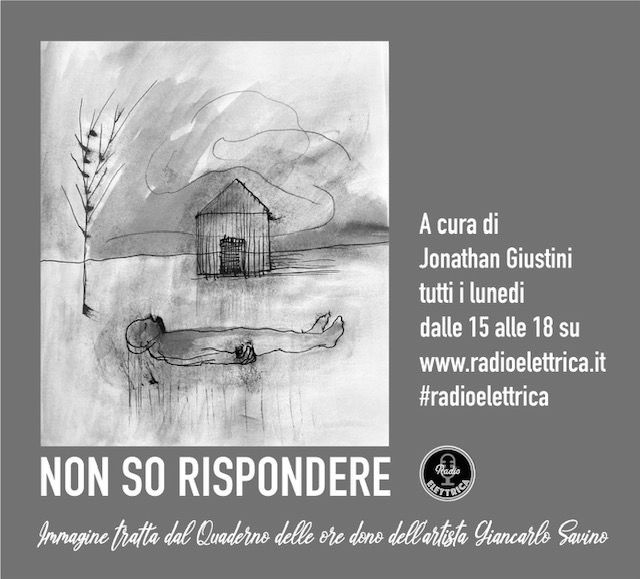 A cura di
Jonathan Giustini
tutti i lunedi
dalle 15 alle 18 su
www.radioelettrica.it
#radioelettrica
NON SO RISPONDERE
Radio
ELETTRICA
Immagine tratta dal Quaderno delle ore dono dell'artista Giancarlo Savino